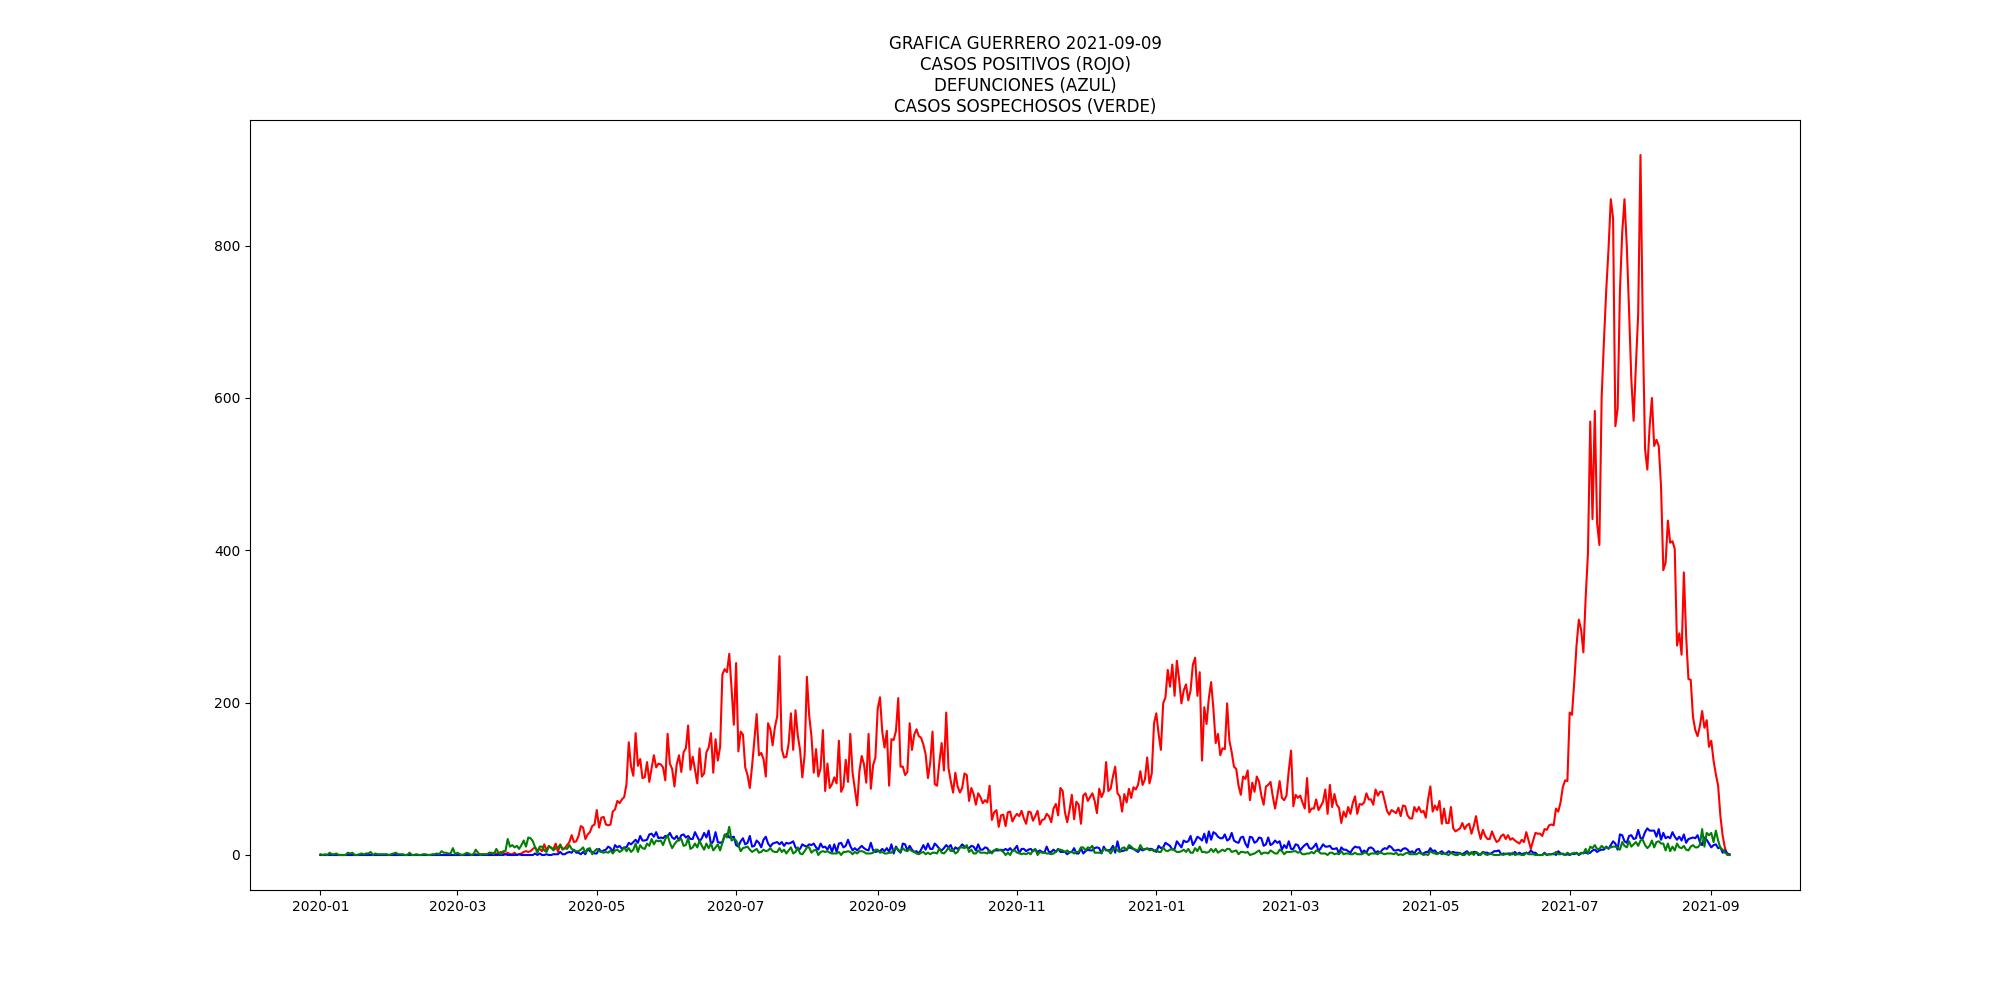 GRAFICA GUERRERO 2021-09-09
CASOS POSITIVOS (ROJO)
DEFUNCIONES (AZUL)
CASOS SOSPECHOSOS (VERDE)
800
600
400
200
0
2020-01 2020-03 2020-05 2020-07 2020-09 2020-11 2021-01 2021-03 2021-05 2021-07 2021-09